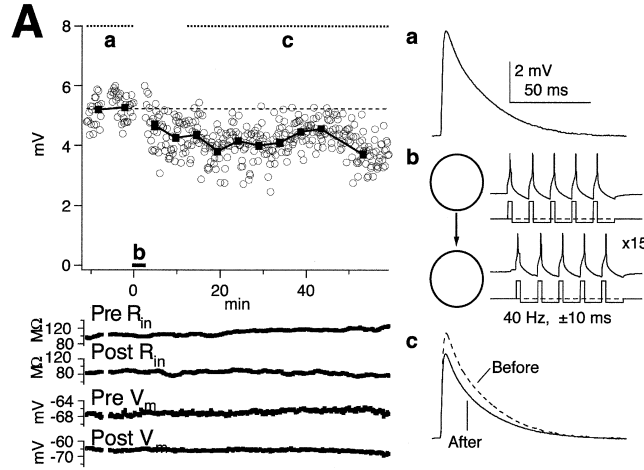 A
a
c
8
6
4
2
0
mV
b
0
20
40
min
Pre Rin
MΩ
120
80
Post Rin
MΩ
120
80
Pre Vm
mV
-64
-68
Post Vm
mV
-60
-70
a
2 mV
50 ms
b
x15
40 Hz, ±10 ms
c
Before
After